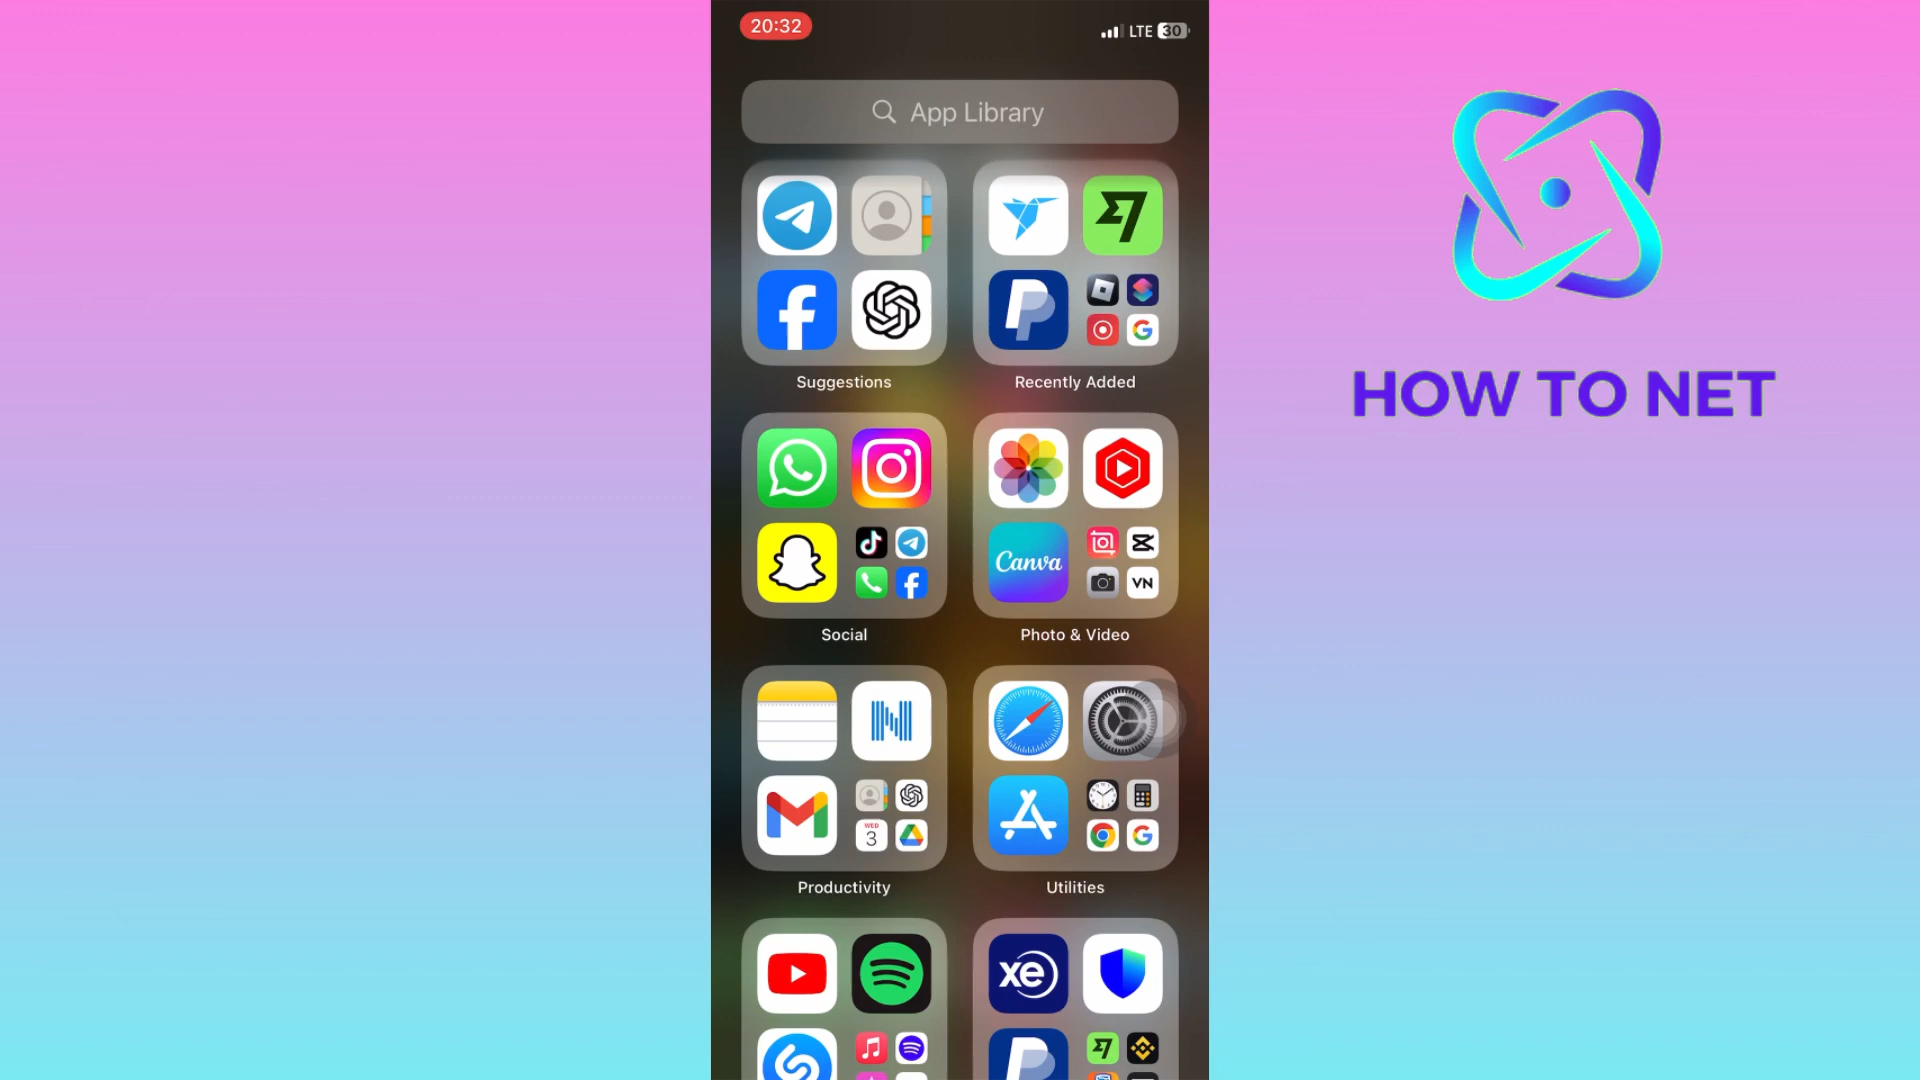 20:32
LTE 30
App Library
Suggestions
Recently Added
Canva
VN
Social
Photo & Video
WED
3
Productivity
Utilities
xe
HOW TO NET